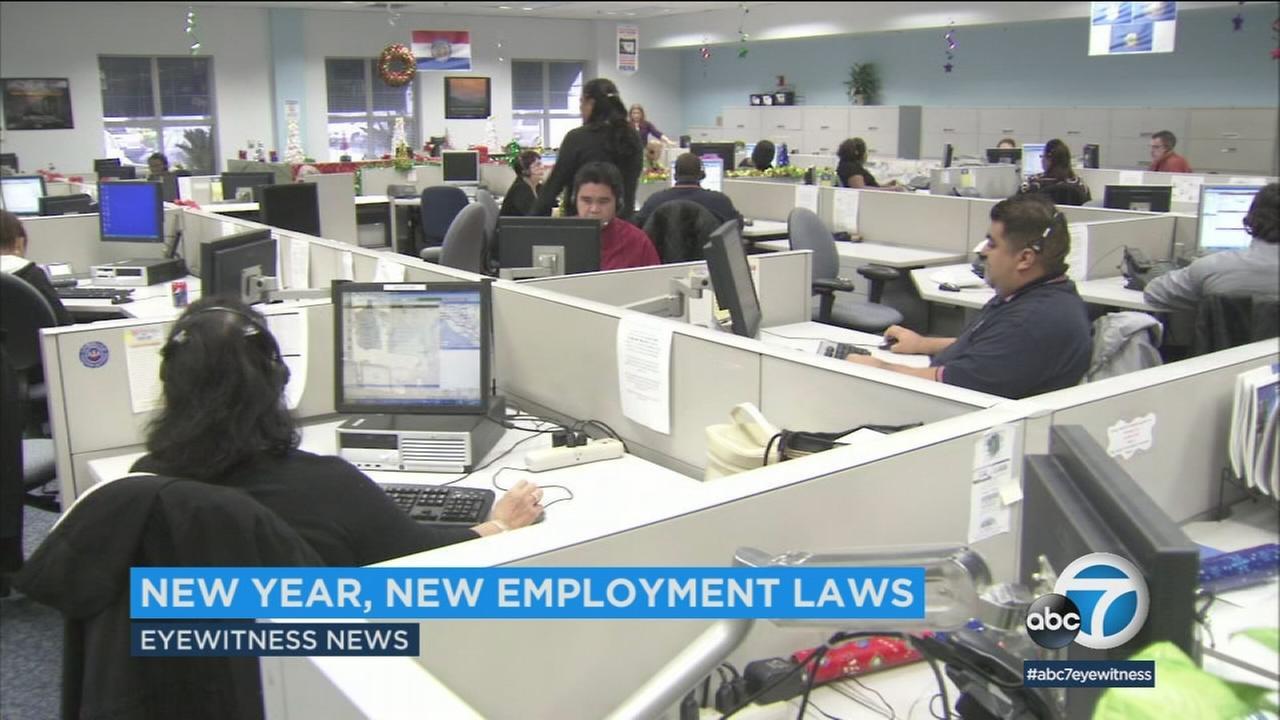 NEW YEAR, NEW EMPLOYMENT LAWS
EYEWITNESS NEWS
abc 7
#abc7eyewitness